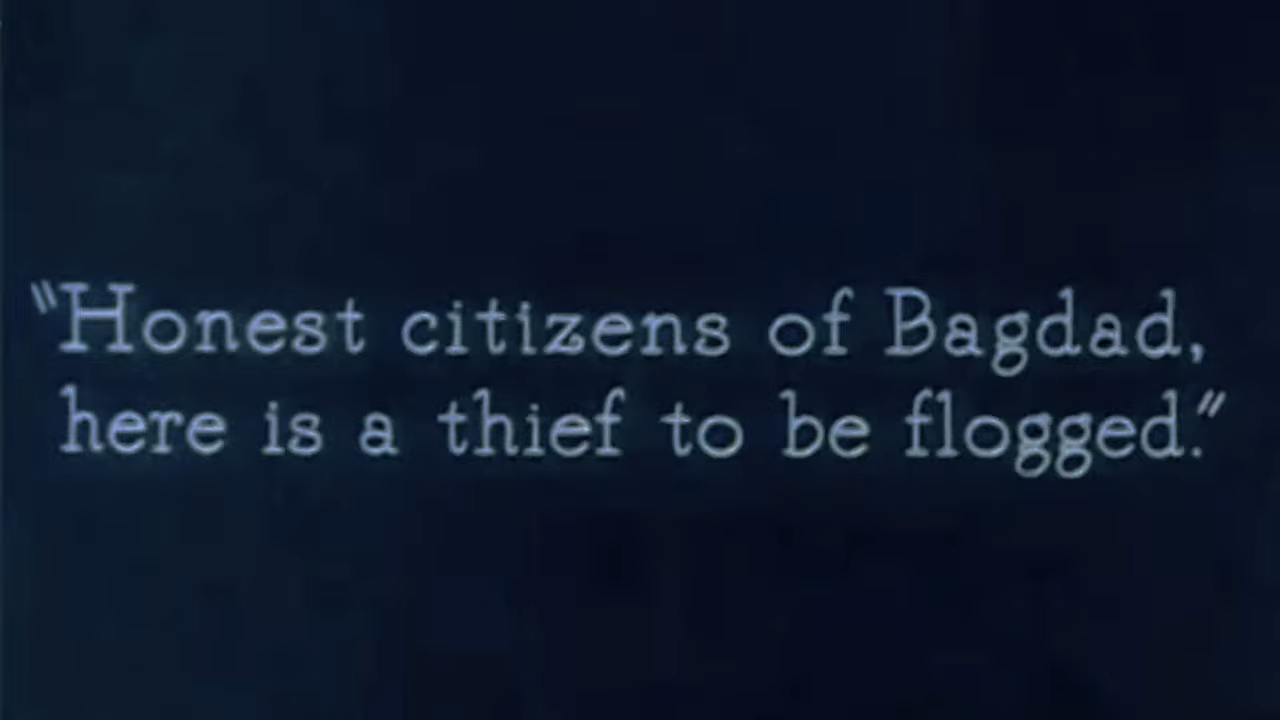 "Honest citizens of Bagdad,
here is a thief to be flogged."